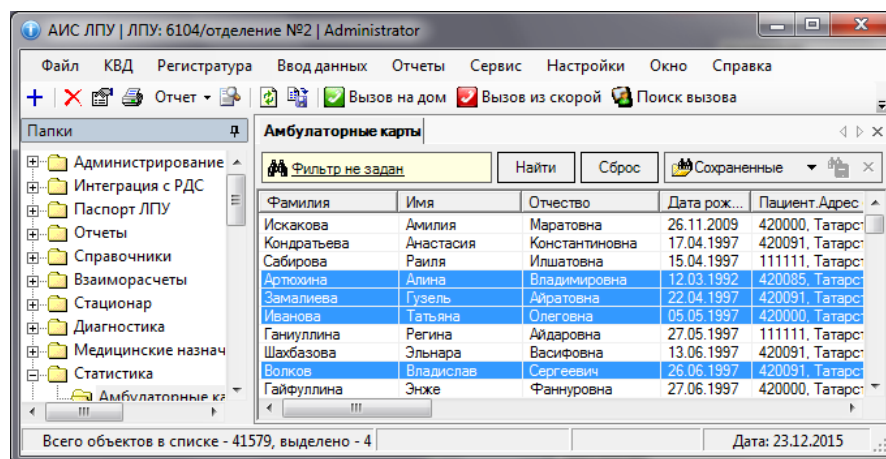 АИС ЛПУ | ЛПУ: 6104/отделение №2 | Administrator
Файл КВД Регистратура Ввод данных Отчеты Сервис Настройки Окно Справка
Отчет Вызов на дом Вызов из скорой Поиск вызова
Папки
Администрирование
Интеграция с РДС
Паспорт ЛПУ
Отчеты
Справочники
Взаиморасчеты
Стационар
Диагностика
Медицинские назнач
Статистика
Амбулаторные ка
Амбулаторные карты
Фильтр не задан Найти Сброс Сохраненные
Фамилия Имя Отчество Дата рож... Пациент.Адрес
Искакова Амилия Маратовна 26.11.2009 420000, Татарст
Кондратьева Анастасия Константиновна 17.04.1997 420091, Татарст
Сабирова Раиля Илшатовна 15.04.1997 111111, Татарст
Артюхина Алина Владимировна 12.03.1992 420085, Татарст
Замалиева Гузель Айратовна 22.04.1997 420091, Татарст
Иванова Татьяна Олеговна 05.05.1997 420000, Татарст
Ганиуллина Регина Айдаровна 27.05.1997 111111, Татарст
Шахбазова Эльнара Васифовна 13.06.1997 420091, Татарст
Волков Владислав Сергеевич 26.06.1997 420091, Татарст
Гайфуллина Энже Фаннуровна 27.06.1997 420000, Татарст
Всего объектов в списке - 41579, выделено - 4
Дата: 23.12.2015